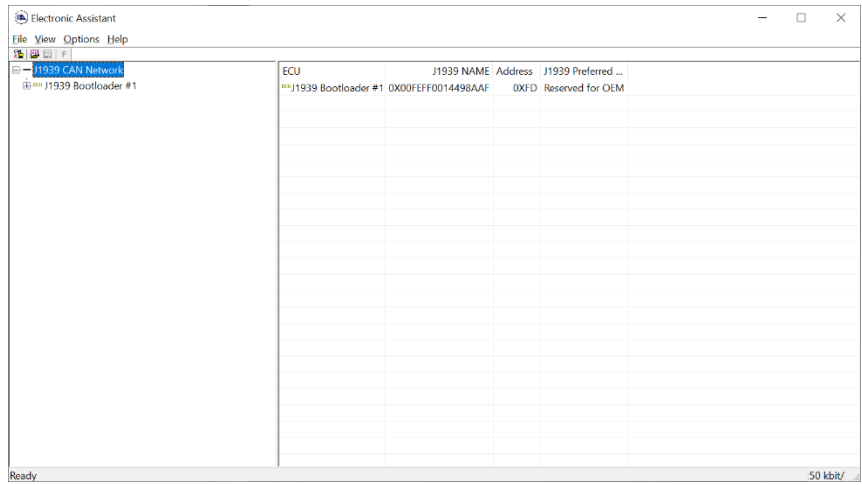 Electronic Assistant
File View Options Help
F
J1939 CAN Network
J1939 Bootloader #1
ECU J1939 NAME Address J1939 Preferred ...
ECU J1939 Bootloader #1 0X00FEFF0014498AAF 0XFD Reserved for OEM
Ready 50 kbit/